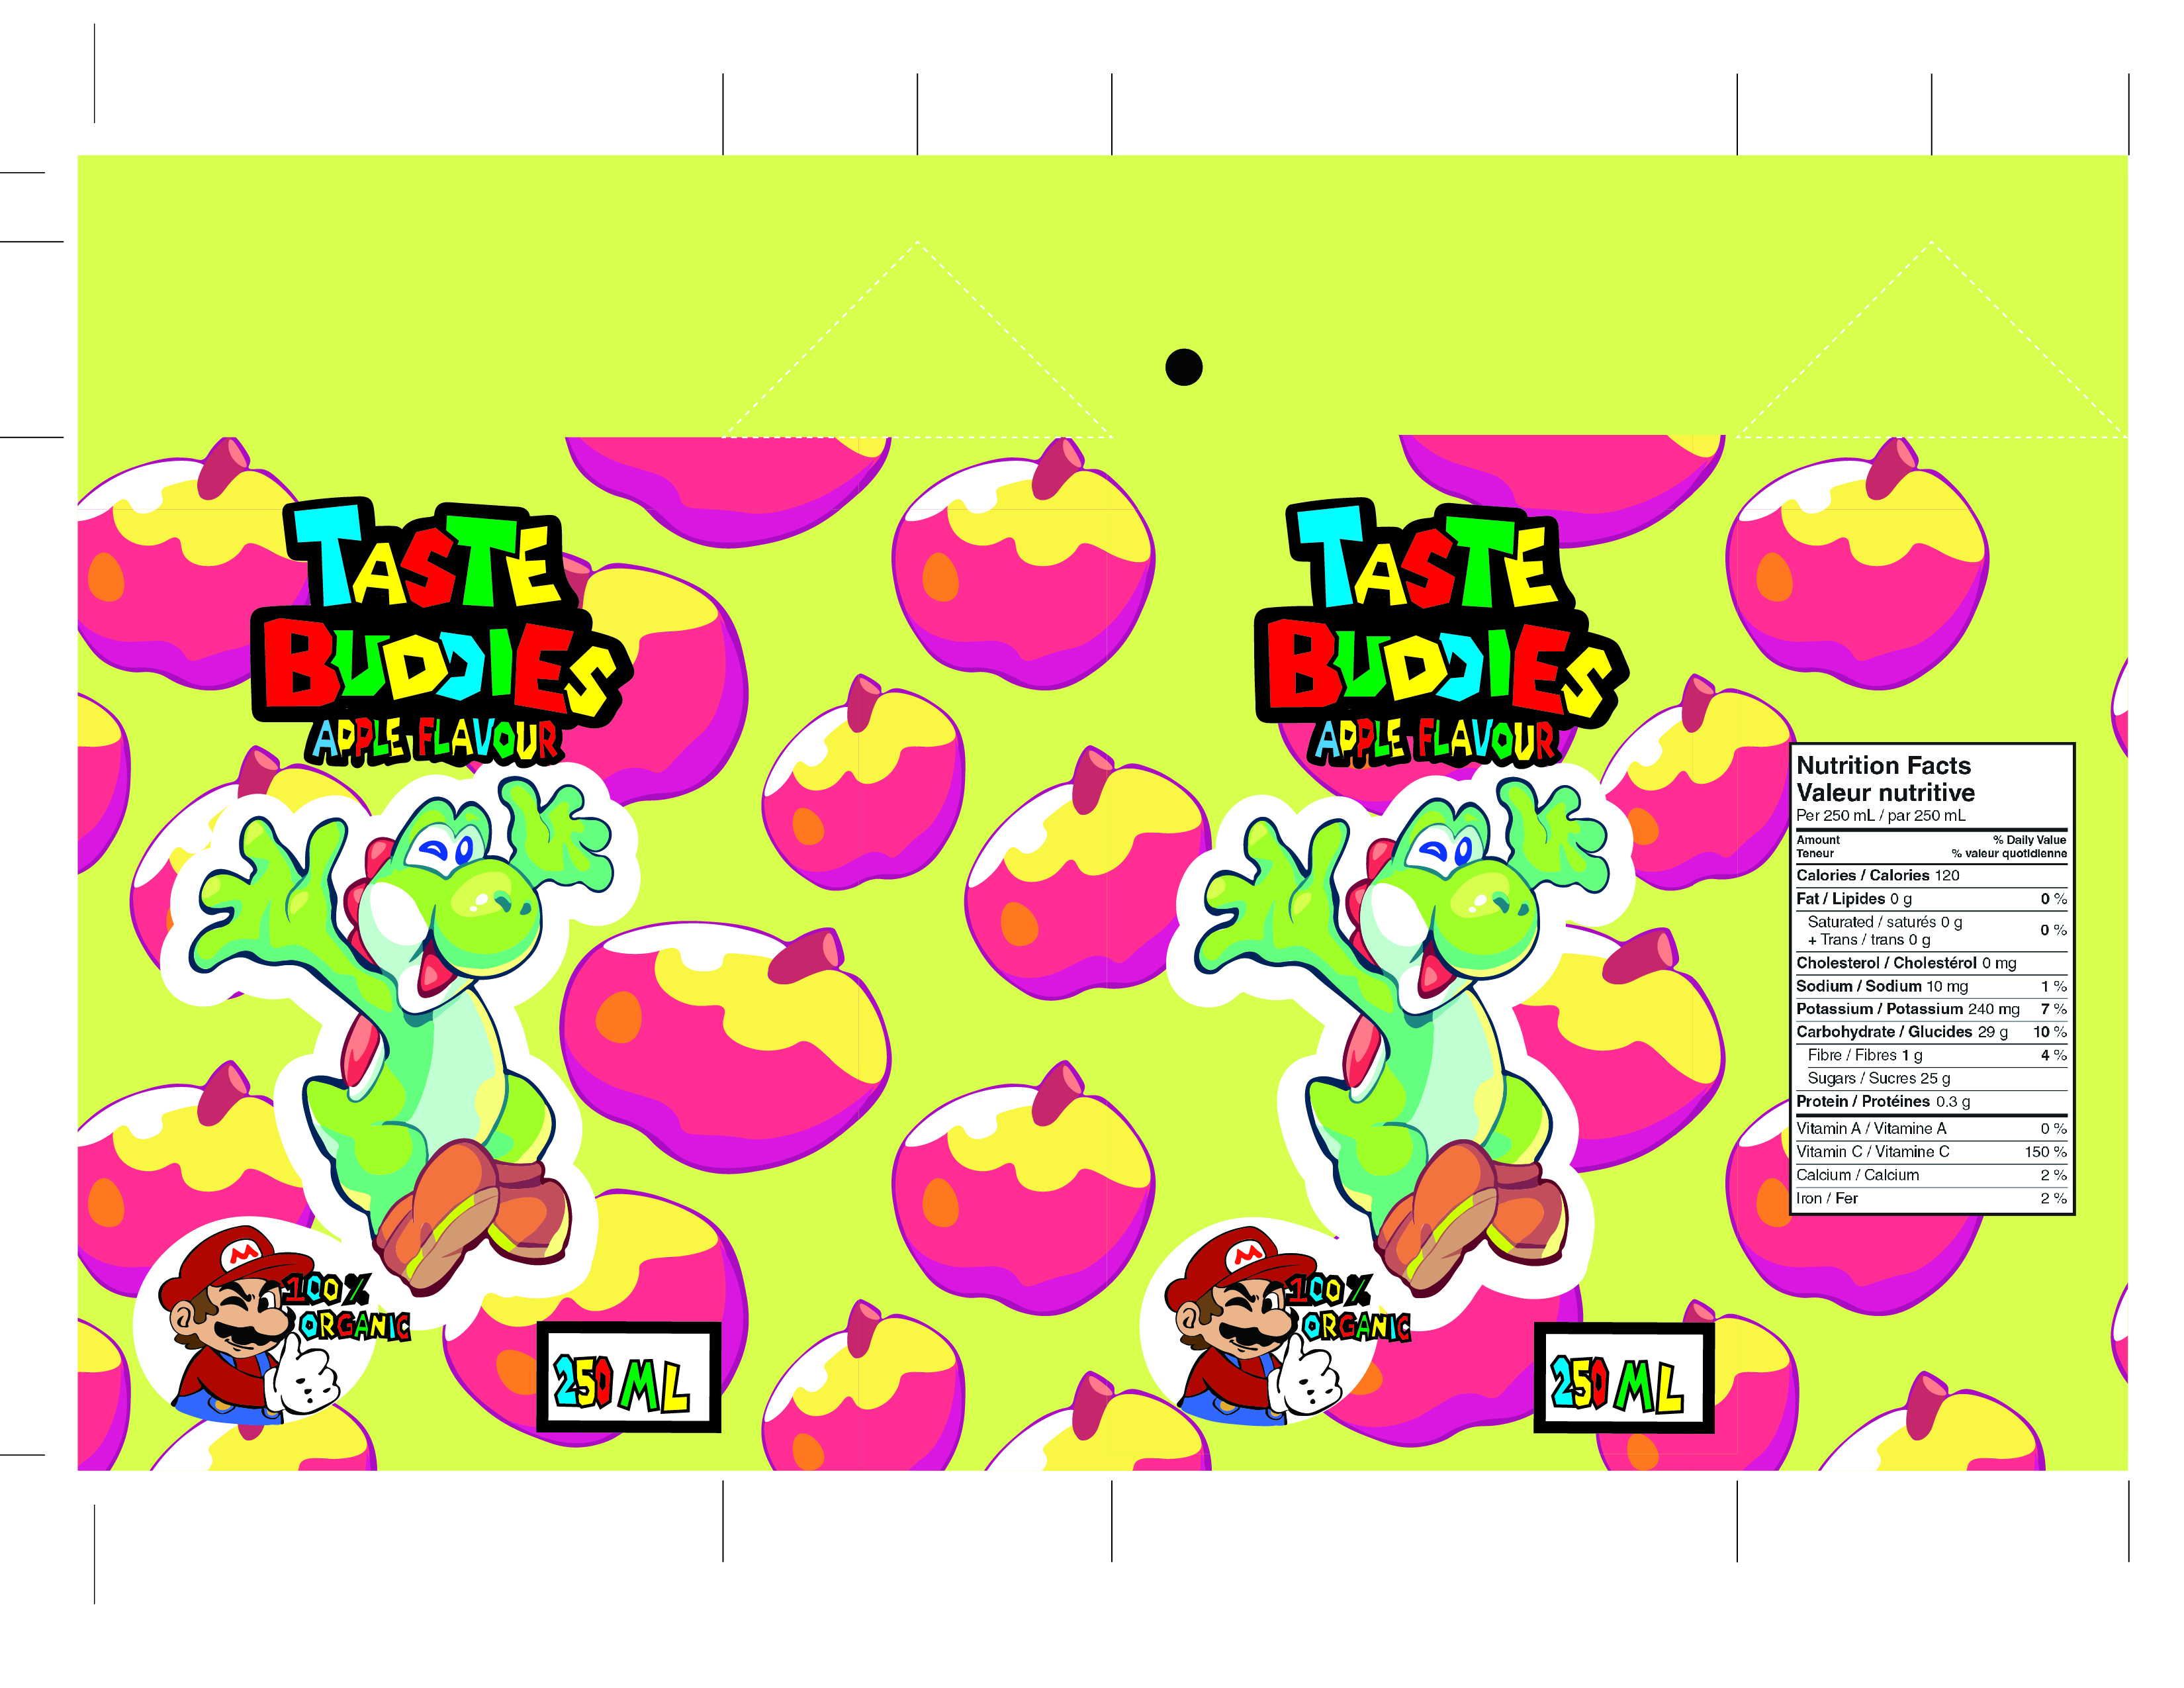 TASTE
BUDDIES
APPLE FLAVOUR
M
100%
ORGANIC
250 ML
TASTE
BUDDIES
APPLE FLAVOUR
M
100%
ORGANIC
250 ML
Nutrition Facts
Valeur nutritive
Per 250 mL / par 250 mL
Amount % Daily Value
Teneur % valeur quotidienne
Calories / Calories 120
Fat / Lipides 0 g 0 %
Saturated / saturés 0 g
+ Trans / trans 0 g 0 %
Cholesterol / Cholestérol 0 mg
Sodium / Sodium 10 mg 1 %
Potassium / Potassium 240 mg 7 %
Carbohydrate / Glucides 29 g 10 %
Fibre / Fibres 1 g 4 %
Sugars / Sucres 25 g
Protein / Protéines 0.3 g
Vitamin A / Vitamine A 0 %
Vitamin C / Vitamine C 150 %
Calcium / Calcium 2 %
Iron / Fer 2 %